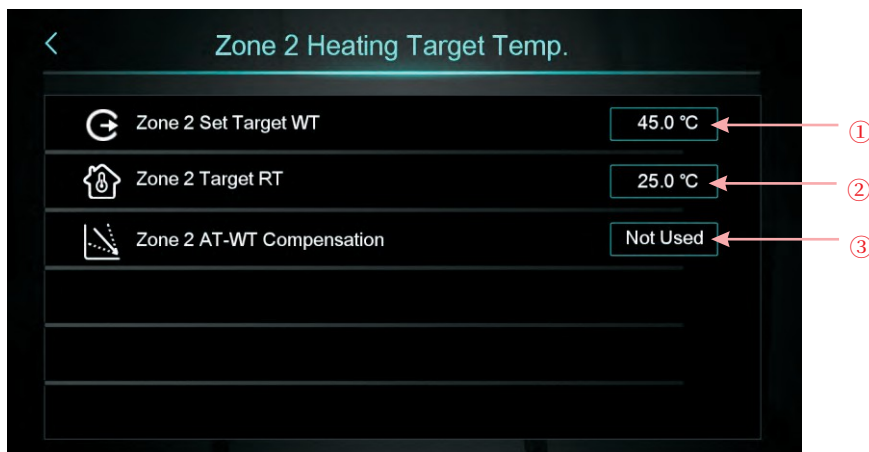 Zone 2 Heating Target Temp.
Zone 2 Set Target WT 45.0 ℃ ①
Zone 2 Target RT 25.0 ℃ ②
Zone 2 AT-WT Compensation Not Used ③